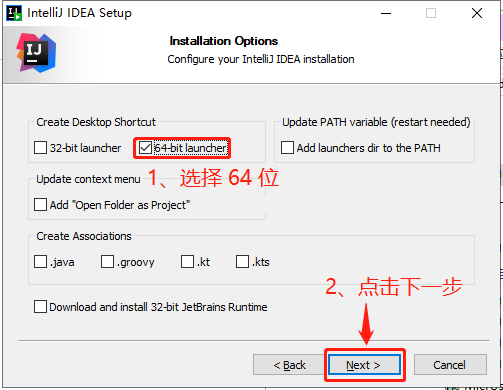 IntelliJ IDEA Setup
IJ
Installation Options
Configure your IntelliJ IDEA installation
Create Desktop Shortcut
32-bit launcher
64-bit launcher
Update PATH variable (restart needed)
Add launchers dir to the PATH
1、选择 64 位
Update context menu
Add "Open Folder as Project"
Create Associations
.java
.groovy
.kt
.kts
2、点击下一步
Download and install 32-bit JetBrains Runtime
< Back
Next >
Cancel